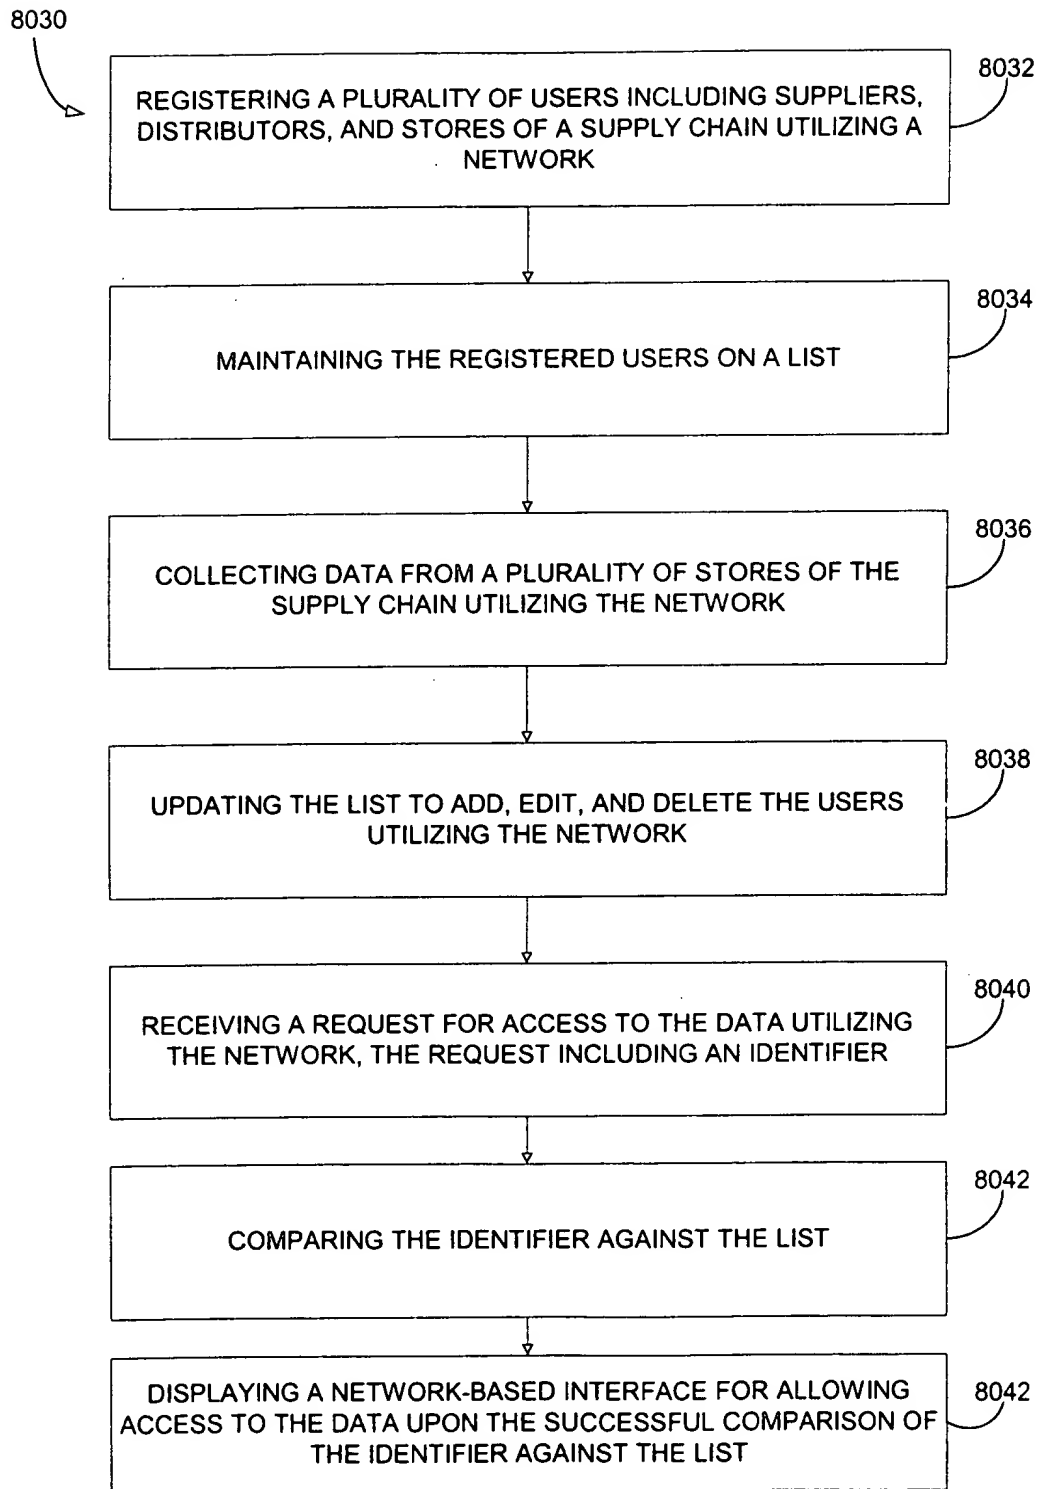 8030
8032
REGISTERING A PLURALITY OF USERS INCLUDING SUPPLIERS,
DISTRIBUTORS, AND STORES OF A SUPPLY CHAIN UTILIZING A
NETWORK
8034
MAINTAINING THE REGISTERED USERS ON A LIST
8036
COLLECTING DATA FROM A PLURALITY OF STORES OF THE
SUPPLY CHAIN UTILIZING THE NETWORK
8038
UPDATING THE LIST TO ADD, EDIT, AND DELETE THE USERS
UTILIZING THE NETWORK
8040
RECEIVING A REQUEST FOR ACCESS TO THE DATA UTILIZING
THE NETWORK, THE REQUEST INCLUDING AN IDENTIFIER
8042
COMPARING THE IDENTIFIER AGAINST THE LIST
8042
DISPLAYING A NETWORK-BASED INTERFACE FOR ALLOWING
ACCESS TO THE DATA UPON THE SUCCESSFUL COMPARISON OF
THE IDENTIFIER AGAINST THE LIST